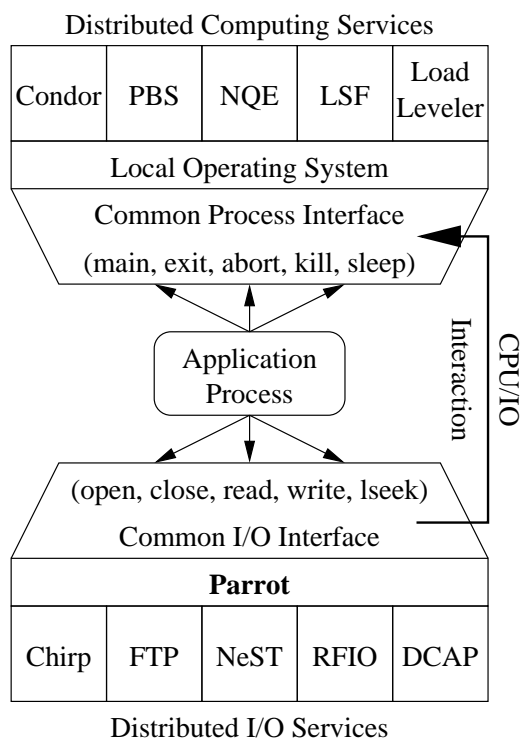 Distributed Computing Services
Condor
PBS
NQE
LSF
Load
Leveler
Local Operating System
Common Process Interface
(main, exit, abort, kill, sleep)
Application
Process
CPU/IO
Interaction
(open, close, read, write, lseek)
Common I/O Interface
Parrot
Chirp
FTP
NeST
RFIO
DCAP
Distributed I/O Services